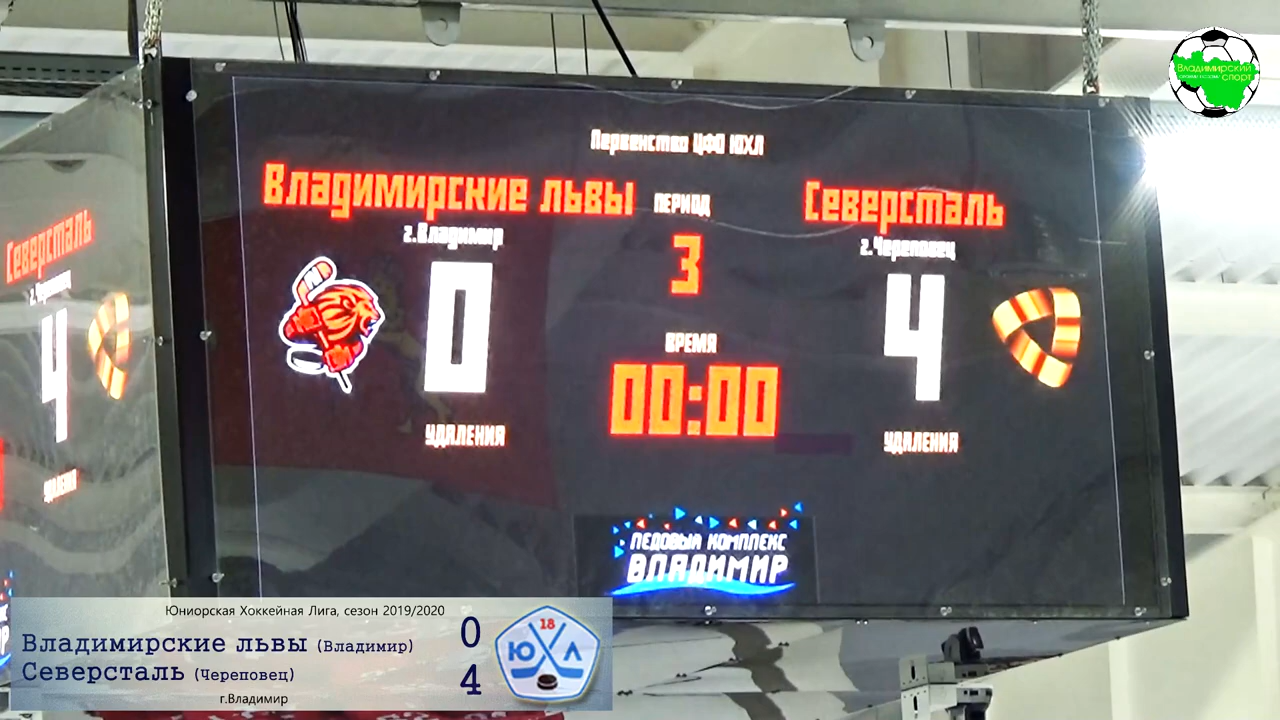 Владимирский
спорт
Первенство ЦФО ЮХЛ
Владимирские львы
ПЕРИОД
Северсталь
г.Владимир
3
г.Череповец
0
4
ВРЕМЯ
00:00
УДАЛЕНИЯ
УДАЛЕНИЯ
ЛЕДОВЫЙ КОМПЛЕКС
ВЛАДИМИР
Северсталь
4
УДАЛЕНИЯ
Юниорская Хоккейная Лига, сезон 2019/2020
Владимирские львы (Владимир) 0
Северсталь (Череповец) 4
г.Владимир
18
Ю Л